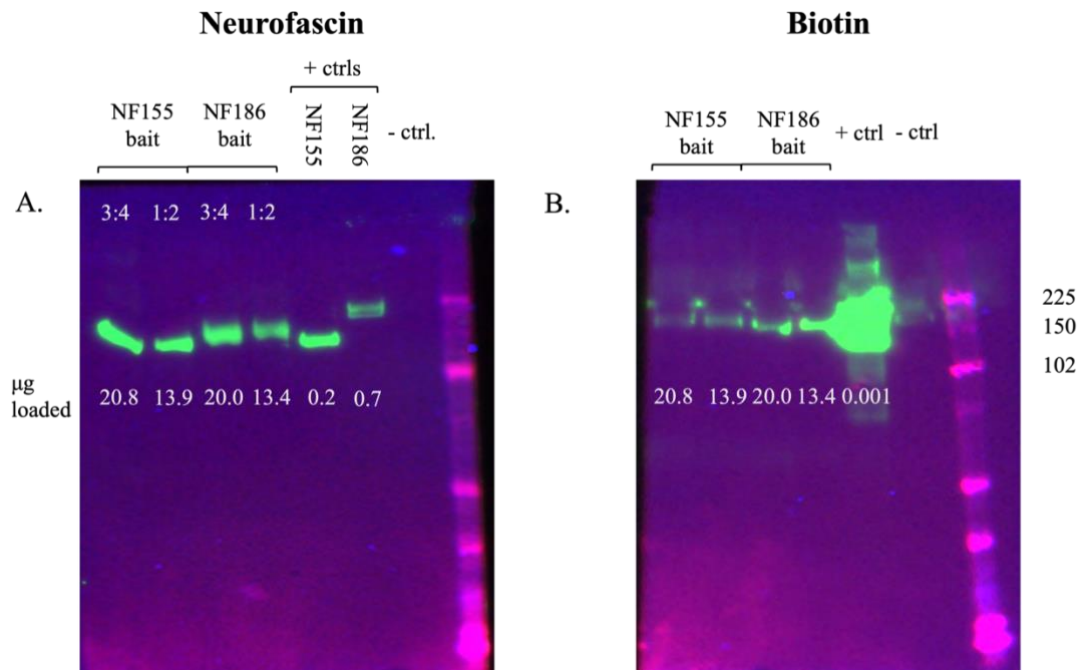 Neurofascin
Biotin
+ ctrls
NF155 bait
NF186 bait
NF155
NF186
- ctrl.
NF155 bait
NF186 bait
+ ctrl
- ctrl
A.
3:4 1:2 3:4 1:2
B.
225
150
102
μg loaded
20.8 13.9 20.0 13.4 0.2 0.7
20.8 13.9 20.0 13.4 0.001